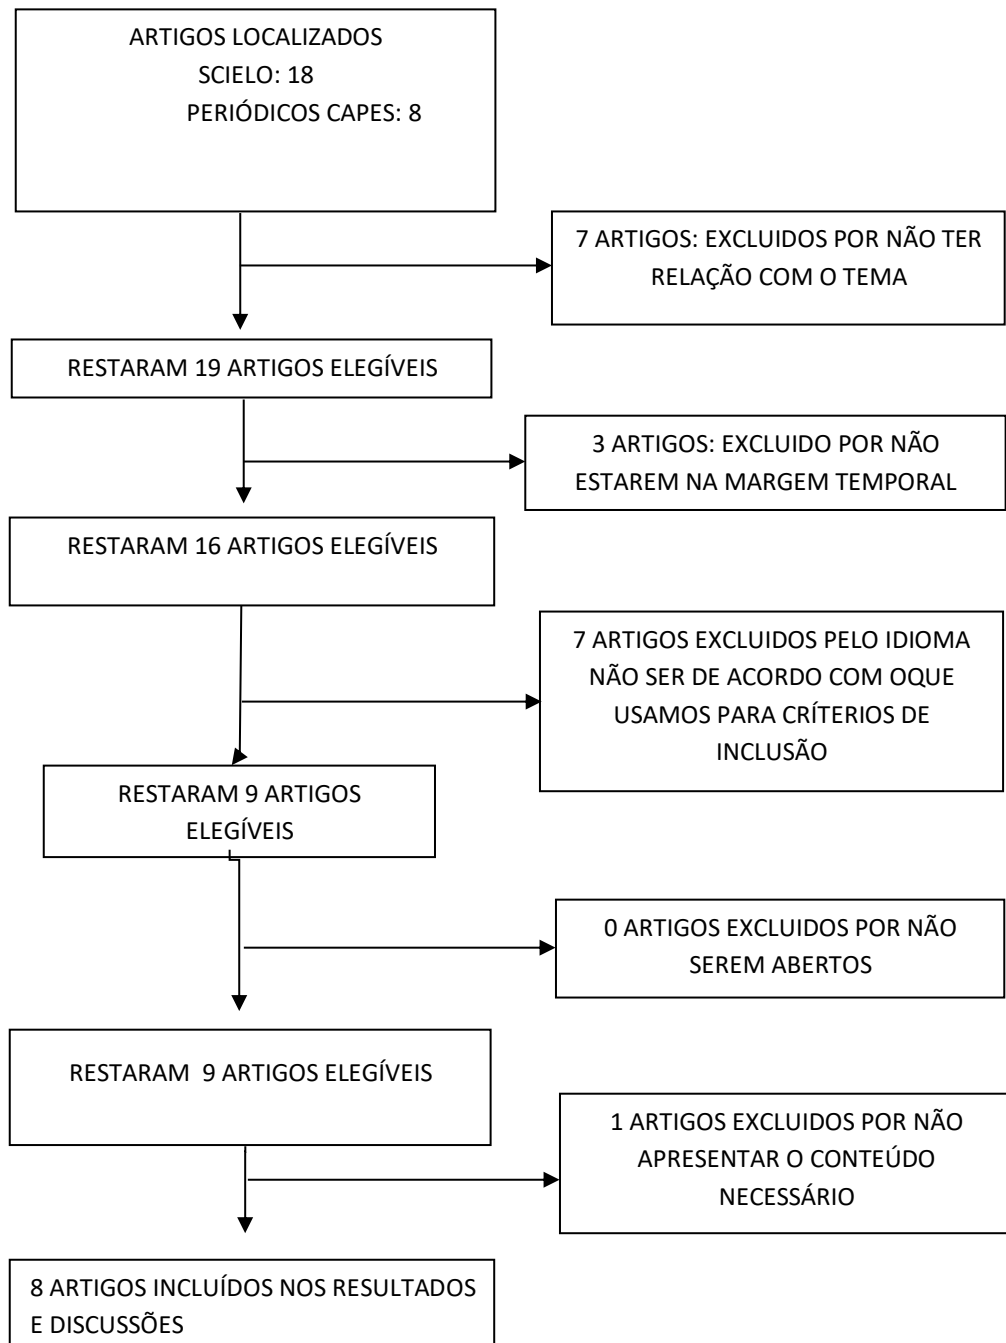 ARTIGOS LOCALIZADOS
SCIELO: 18
PERIÓDICOS CAPES: 8
7 ARTIGOS: EXCLUIDOS POR NÃO TER
RELAÇÃO COM O TEMA
RESTARAM 19 ARTIGOS ELEGÍVEIS
3 ARTIGOS: EXCLUIDO POR NÃO
ESTAREM NA MARGEM TEMPORAL
RESTARAM 16 ARTIGOS ELEGÍVEIS
7 ARTIGOS EXCLUIDOS PELO IDIOMA
NÃO SER DE ACORDO COM OQUE
USAMOS PARA CRÍTERIOS DE
INCLUSÃO
RESTARAM 9 ARTIGOS
ELEGÍVEIS
0 ARTIGOS EXCLUIDOS POR NÃO
SEREM ABERTOS
RESTARAM  9 ARTIGOS ELEGÍVEIS
1 ARTIGOS EXCLUIDOS POR NÃO
APRESENTAR O CONTEÚDO
NECESSÁRIO
8 ARTIGOS INCLUÍDOS NOS RESULTADOS
E DISCUSSÕES